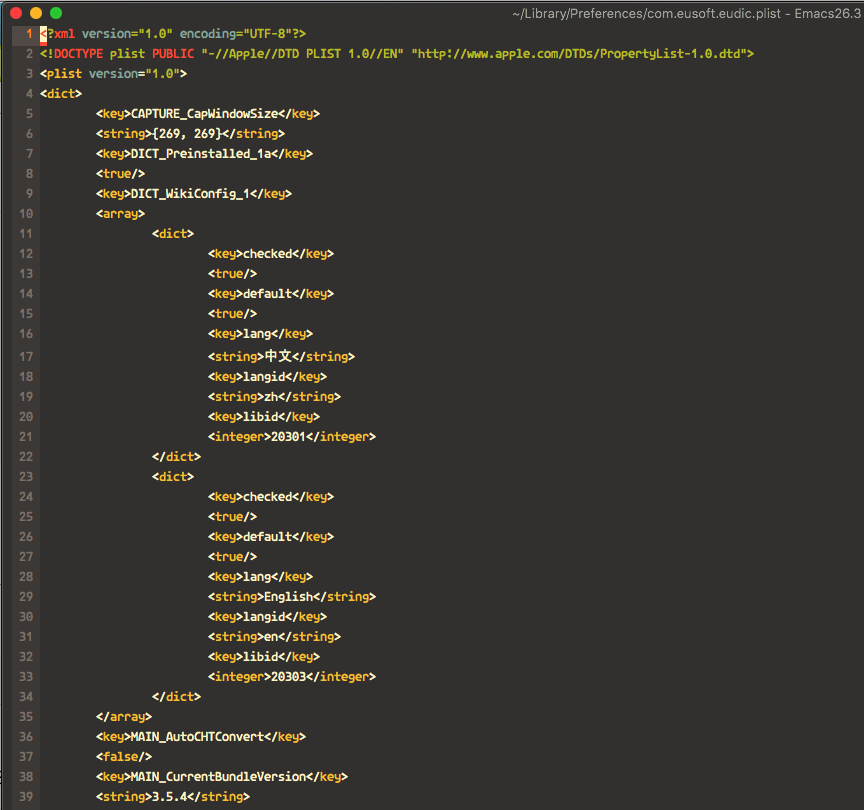 ~/Library/Preferences/com.eusoft.eudic.plist - Emacs26.3
1 <?xml version="1.0" encoding="UTF-8"?>
2 <!DOCTYPE plist PUBLIC "-//Apple//DTD PLIST 1.0//EN" "http://www.apple.com/DTDs/PropertyList-1.0.dtd">
3 <plist version="1.0">
4 <dict>
5 <key>CAPTURE_CapWindowSize</key>
6 <string>{269, 269}</string>
7 <key>DICT_Preinstalled_1a</key>
8 <true/>
9 <key>DICT_WikiConfig_1</key>
10 <array>
11 <dict>
12 <key>checked</key>
13 <true/>
14 <key>default</key>
15 <true/>
16 <key>lang</key>
17 <string>中文</string>
18 <key>langid</key>
19 <string>zh</string>
20 <key>libid</key>
21 <integer>20301</integer>
22 </dict>
23 <dict>
24 <key>checked</key>
25 <true/>
26 <key>default</key>
27 <true/>
28 <key>lang</key>
29 <string>English</string>
30 <key>langid</key>
31 <string>en</string>
32 <key>libid</key>
33 <integer>20303</integer>
34 </dict>
35 </array>
36 <key>MAIN_AutoCHTConvert</key>
37 <false/>
38 <key>MAIN_CurrentBundleVersion</key>
39 <string>3.5.4</string>